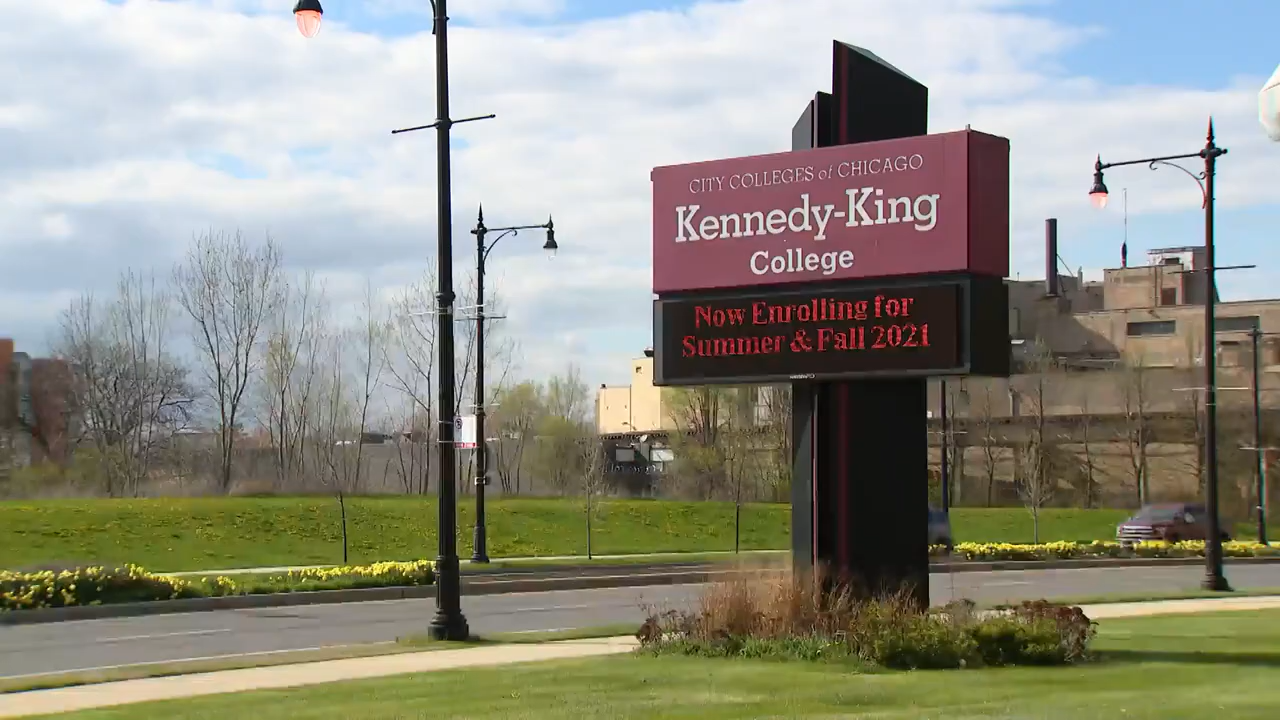 CITY COLLEGES of CHICAGO
Kennedy-King
College
Now Enrolling for
Summer & Fall 2021